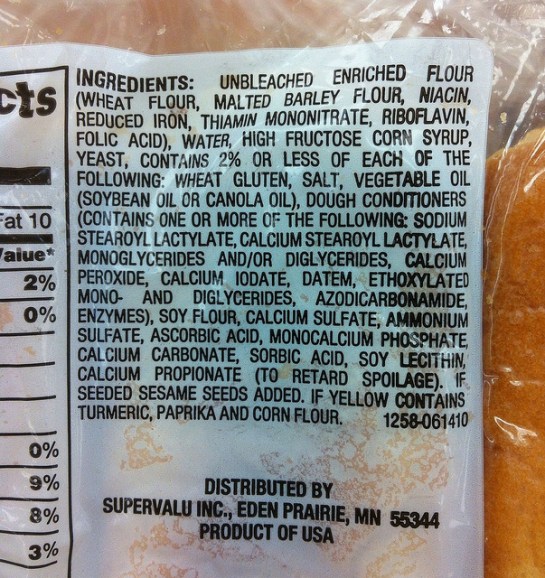 cts
Fat 10
Value*
2%
0%
0%
9%
8%
3%
INGREDIENTS: UNBLEACHED ENRICHED FLOUR
(WHEAT FLOUR, MALTED BARLEY FLOUR, NIACIN,
REDUCED IRON, THIAMIN MONONITRATE, RIBOFLAVIN,
FOLIC ACID), WATER, HIGH FRUCTOSE CORN SYRUP,
YEAST, CONTAINS 2% OR LESS OF EACH OF THE
FOLLOWING: WHEAT GLUTEN, SALT, VEGETABLE OIL
(SOYBEAN OIL OR CANOLA OIL), DOUGH CONDITIONERS
(CONTAINS ONE OR MORE OF THE FOLLOWING: SODIUM
STEAROYL LACTYLATE, CALCIUM STEAROYL LACTYLATE,
MONOGLYCERIDES AND/OR DIGLYCERIDES, CALCIUM
PEROXIDE, CALCIUM IODATE, DATEM, ETHOXYLATED
MONO- AND DIGLYCERIDES, AZODICARBONAMIDE,
ENZYMES), SOY FLOUR, CALCIUM SULFATE, AMMONIUM
SULFATE, ASCORBIC ACID, MONOCALCIUM PHOSPHATE,
CALCIUM CARBONATE, SORBIC ACID, SOY LECITHIN,
CALCIUM PROPIONATE (TO RETARD SPOILAGE). IF
SEEDED SESAME SEEDS ADDED. IF YELLOW CONTAINS
TURMERIC, PAPRIKA AND CORN FLOUR. 1258-061410
DISTRIBUTED BY
SUPERVALU INC., EDEN PRAIRIE, MN 55344
PRODUCT OF USA